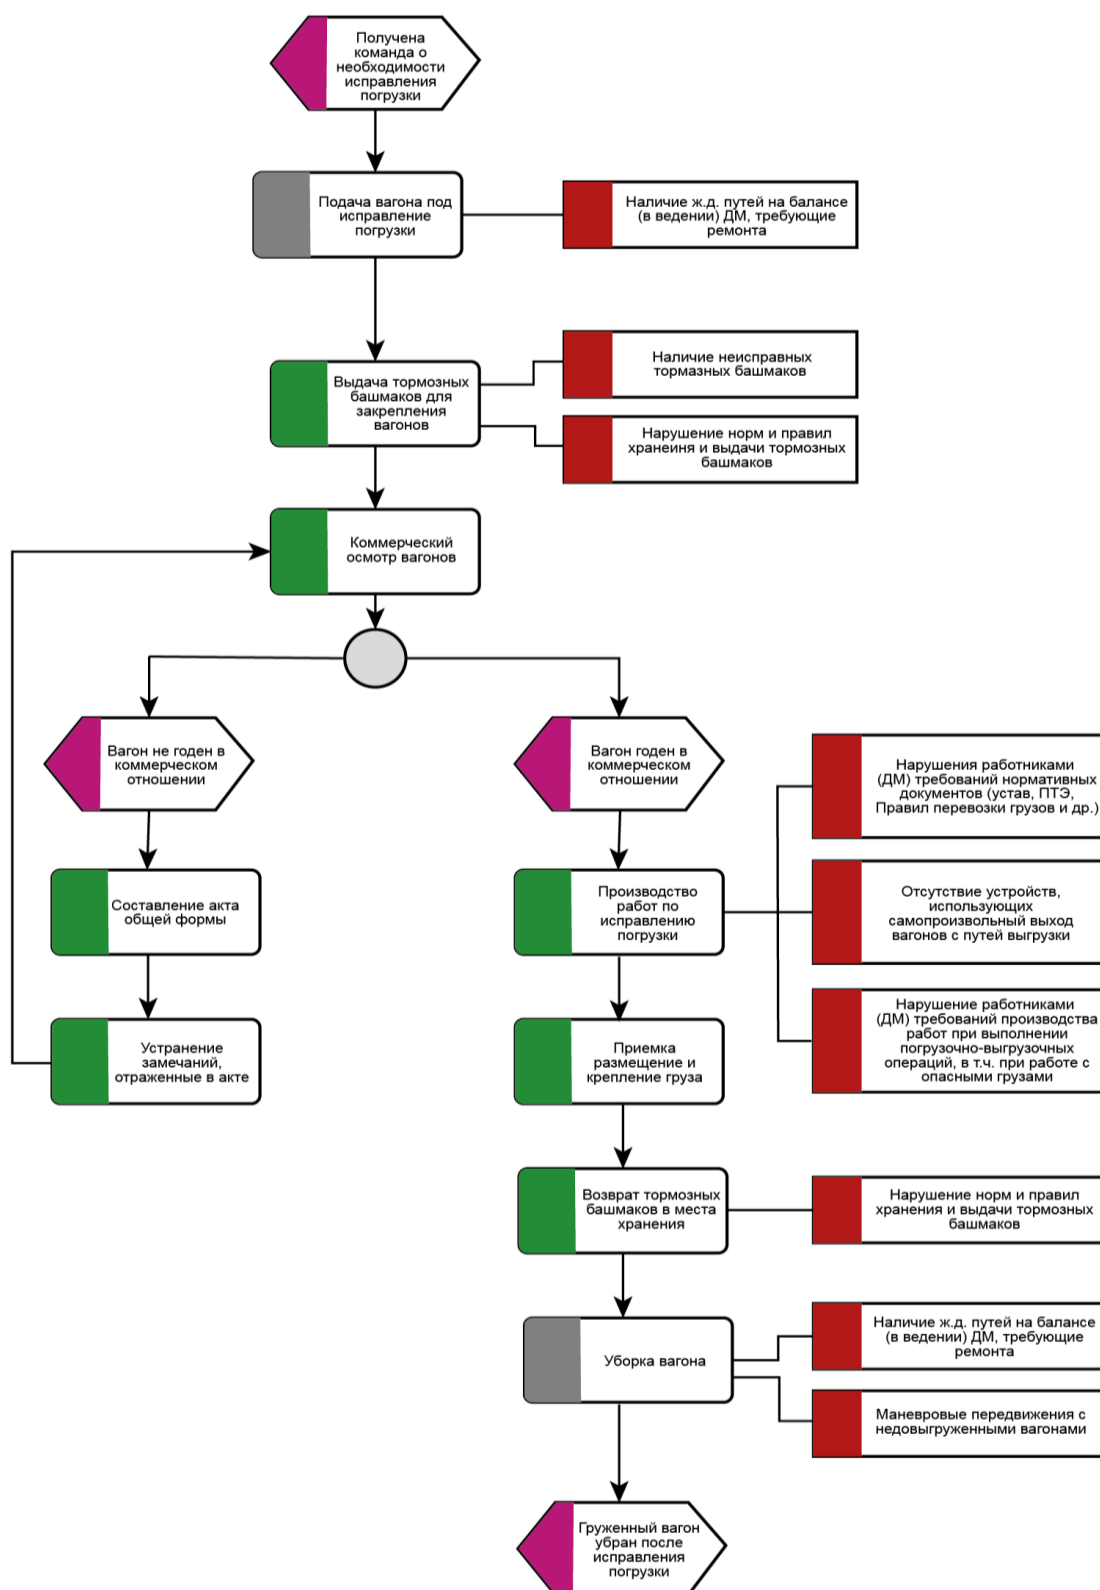 Получена
команда о
необходимости
исправления
погрузки
Подача вагона под
исправление
погрузки
Наличие ж.д. путей на балансе
(в ведении) ДМ, требующие
ремонта
Выдача тормозных
башмаков для
закрепления
вагонов
Наличие неисправных
тормазных башмаков
Нарушение норм и правил
хранеиня и выдачи тормозных
башмаков
Коммерческий
осмотр вагонов
Вагон не годен в
коммерческом
отношении
Вагон годен в
коммерческом
отношении
Нарушения работниками
(ДМ) требований нормативных
документов (устав, ПТЭ,
Правил перевозки грузов и др.)
Составление акта
общей формы
Производство
работ по
исправлению
погрузки
Отсутствие устройств,
использующих
самопроизвольный выход
вагонов с путей выгрузки
Устранение
замечаний,
отраженные в акте
Приемка
размещение и
крепление груза
Нарушение работниками
(ДМ) требований производства
работ при выполнении
погрузочно-выгрузочных
операций, в т.ч. при работе с
опасными грузами
Возврат тормозных
башмаков в места
хранения
Нарушение норм и правил
хранения и выдачи тормозных
башмаков
Уборка вагона
Наличие ж.д. путей на балансе
(в ведении) ДМ, требующие
ремонта
Маневровые передвижения с
недовыгруженными вагонами
Груженный вагон
убран после
исправления
погрузки